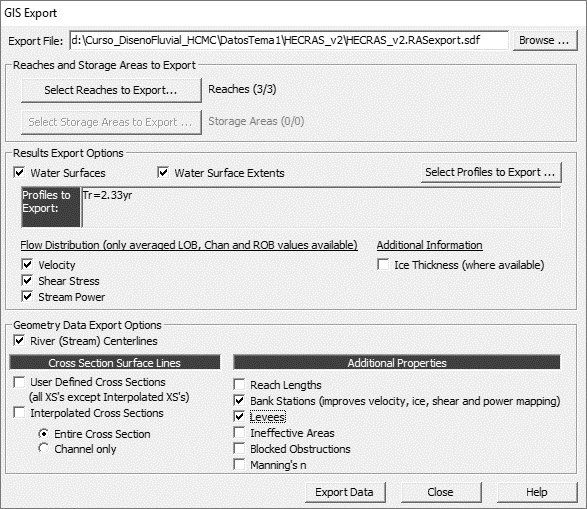 GIS Export
Export File: d:\Curso_DisenoFluvial_HCMC\DatosTema1\HECRAS_v2\HECRAS_v2.RASexport.sdf Browse ...
Reaches and Storage Areas to Export
Select Reaches to Export... Reaches (3/3)
Select Storage Areas to Export ... Storage Areas (0/0)
Results Export Options
Water Surfaces Water Surface Extents Select Profiles to Export ...
Profiles to Tr=2.33yr
Export:
Flow Distribution (only averaged LOB, Chan and ROB values available) Additional Information
Velocity Ice Thickness (where available)
Shear Stress
Stream Power
Geometry Data Export Options
River (Stream) Centerlines
Cross Section Surface Lines Additional Properties
User Defined Cross Sections Reach Lengths
(all XS's except Interpolated XS's) Bank Stations (improves velocity, ice, shear and power mapping)
Interpolated Cross Sections Levees
Entire Cross Section Ineffective Areas
Channel only Blocked Obstructions
Manning's n
Export Data Close Help